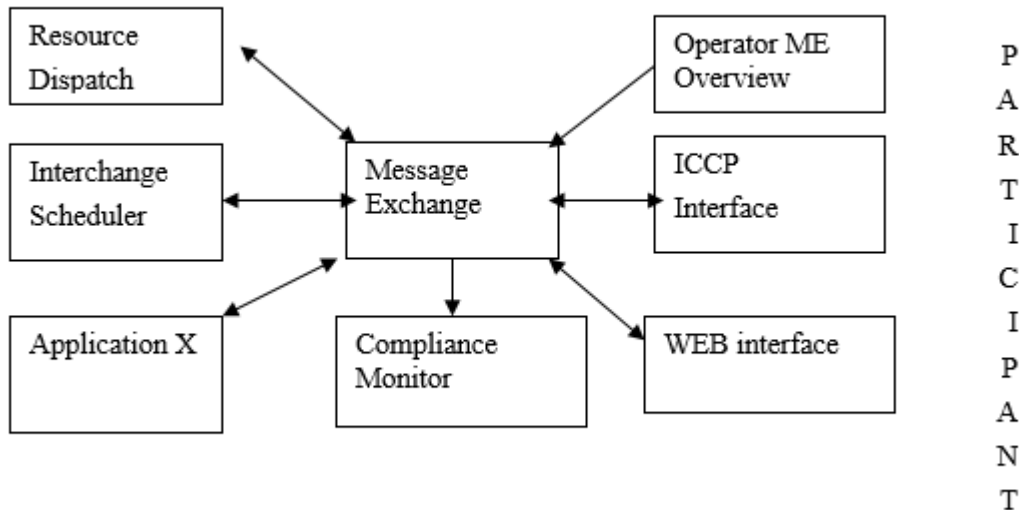 Resource
Dispatch
Operator ME
Overview
Interchange
Scheduler
Message
Exchange
ICCP
Interface
Application X
Compliance
Monitor
WEB interface
P
A
R
T
I
C
I
P
A
N
T